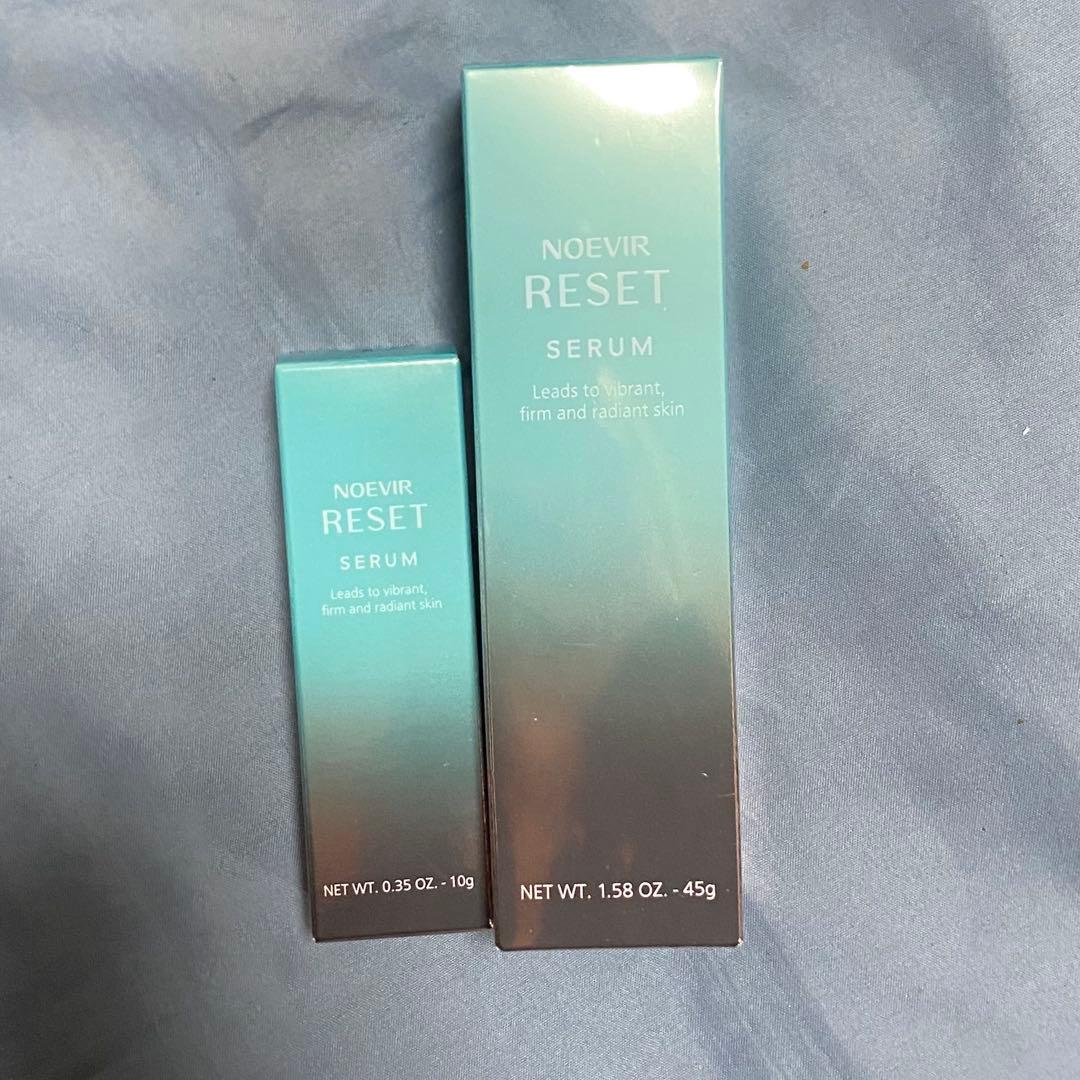 NOEVIR
RESET
SERUM
Leads to vibrant,
firm and radiant skin
NET WT. 0.35 OZ. - 10g
NOEVIR
RESET
SERUM
Leads to vibrant,
firm and radiant skin
NET WT. 1.58 OZ. - 45g